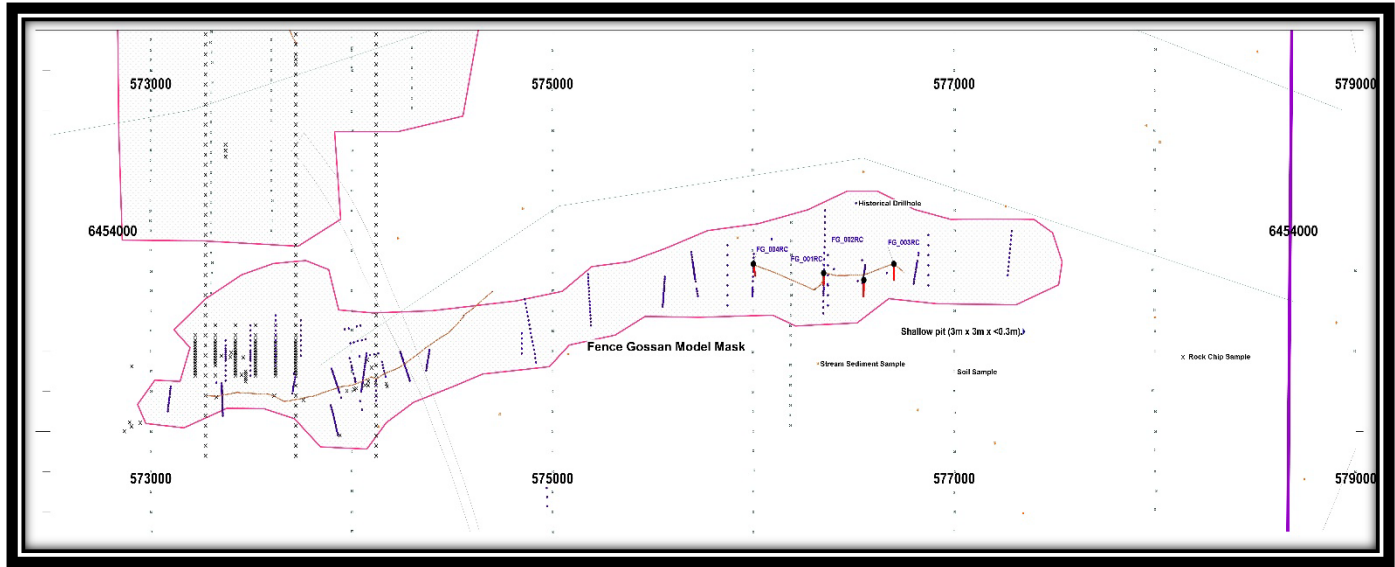 573000
575000
577000
579000
Historical Drillhole
6454000
6454000
FG_002RC
FG_003RC
FG_004RC
FG_001RC
Shallow pit (3m x 3m x <0.3m)
Fence Gossan Model Mask
Rock Chip Sample
Stream Sediment Sample
Soil Sample
573000
575000
577000
579000